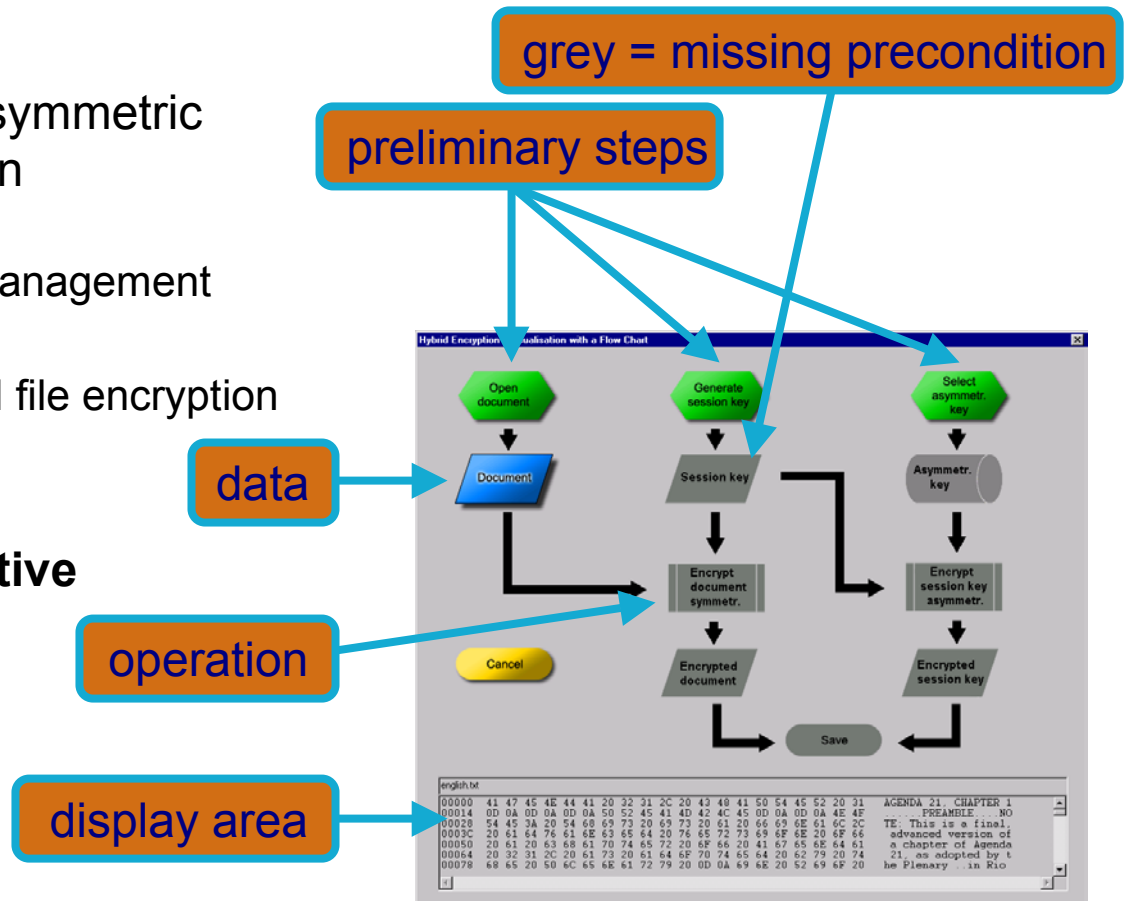 grey = missing precondition
symmetric
n
preliminary steps
anagement
file encryption
Hybrid Encryption ualisation with a Flow Chart
Open
document
Generate
session key
Select
asymmetr.
key
data
Document
Session key
Asymmetr.
key
tive
Encrypt
document
symmetr.
Encrypt
session key
asymmetr.
operation
Cancel
Encrypted
document
Encrypted
session key
Save
display area
english.txt
00000 41 47 45 4E 44 41 20 32 31 2C 20 43 48 41 50 54 45 52 20 31 AGENDA 21, CHAPTER 1
00014 0D 0A 0D 0A 0D 0A 50 52 45 41 4D 42 4C 45 0D 0A 0D 0A 4E 4F ......PREAMBLE....NO
00028 54 45 3A 20 54 68 69 73 20 69 73 20 61 20 66 69 6E 61 6C 2C TE: This is a final,
0003C 20 61 64 76 61 6E 63 65 64 20 76 65 72 73 69 6F 6E 20 6F 66 advanced version of
00050 20 61 20 63 68 61 70 74 65 72 20 6F 66 20 41 67 65 6E 64 61 a chapter of Agenda
00064 20 32 31 2C 20 61 73 20 61 64 6F 70 74 65 64 20 62 79 20 74 21, as adopted by t
00078 68 65 20 50 6C 65 6E 61 72 79 20 0D 0A 69 6E 20 52 69 6F 20 he Plenary ..in Rio